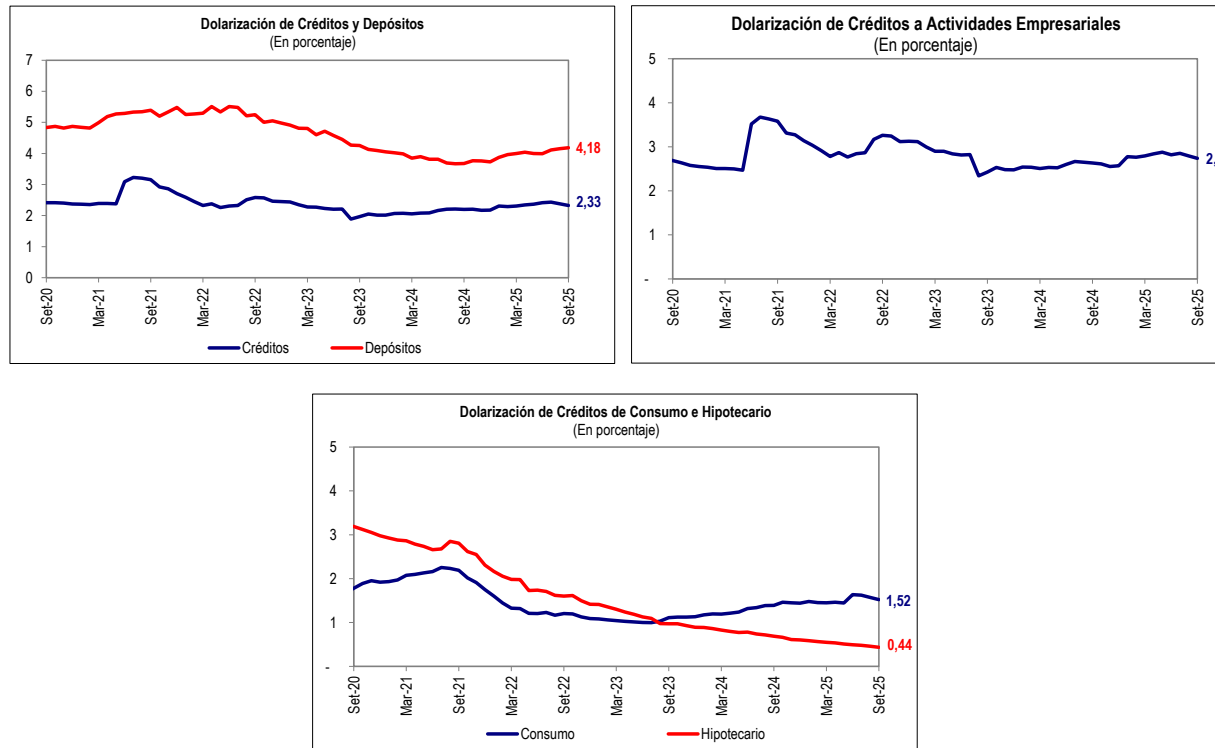 Dolarización de Créditos y Depósitos
(En porcentaje)
7
6
5
4
3
2
1
0
4,18
2,33
Set-20
Mar-21
Set-21
Mar-22
Set-22
Mar-23
Set-23
Mar-24
Set-24
Mar-25
Set-25
Créditos
Depósitos
Dolarización de Créditos a Actividades Empresariales
(En porcentaje)
5
4
3
2
1
-
2,
Set-20
Mar-21
Set-21
Mar-22
Set-22
Mar-23
Set-23
Mar-24
Set-24
Mar-25
Set-25
Dolarización de Créditos de Consumo e Hipotecario
(En porcentaje)
5
4
3
2
1
-
1,52
0,44
Set-20
Mar-21
Set-21
Mar-22
Set-22
Mar-23
Set-23
Mar-24
Set-24
Mar-25
Set-25
Consumo
Hipotecario